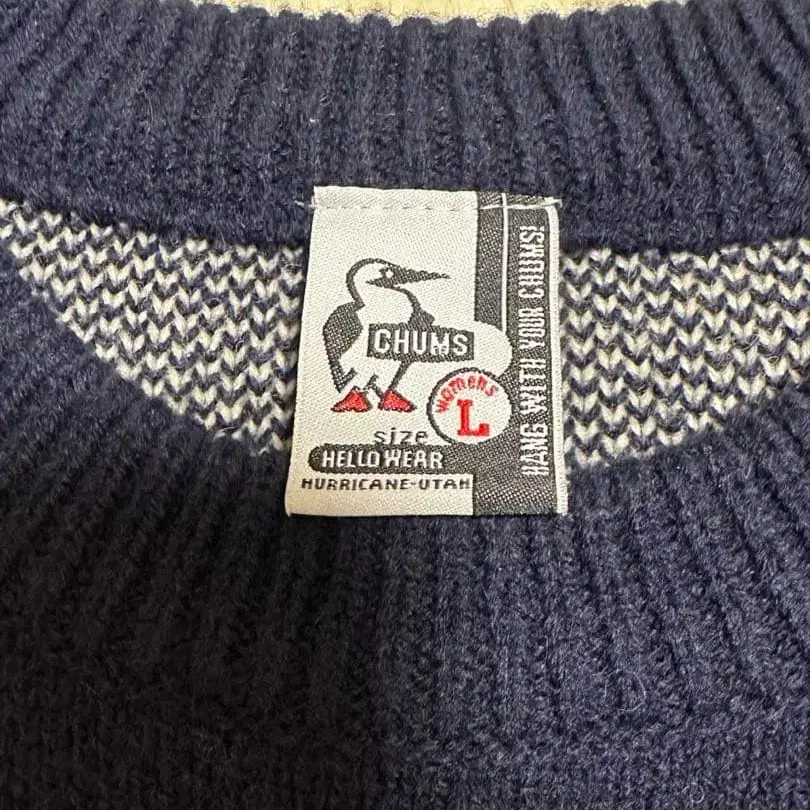 CHUMS
womens
L
size
HELLO WEAR
HURRICANE-UTAH
HANG WITH YOUR CHUMS!